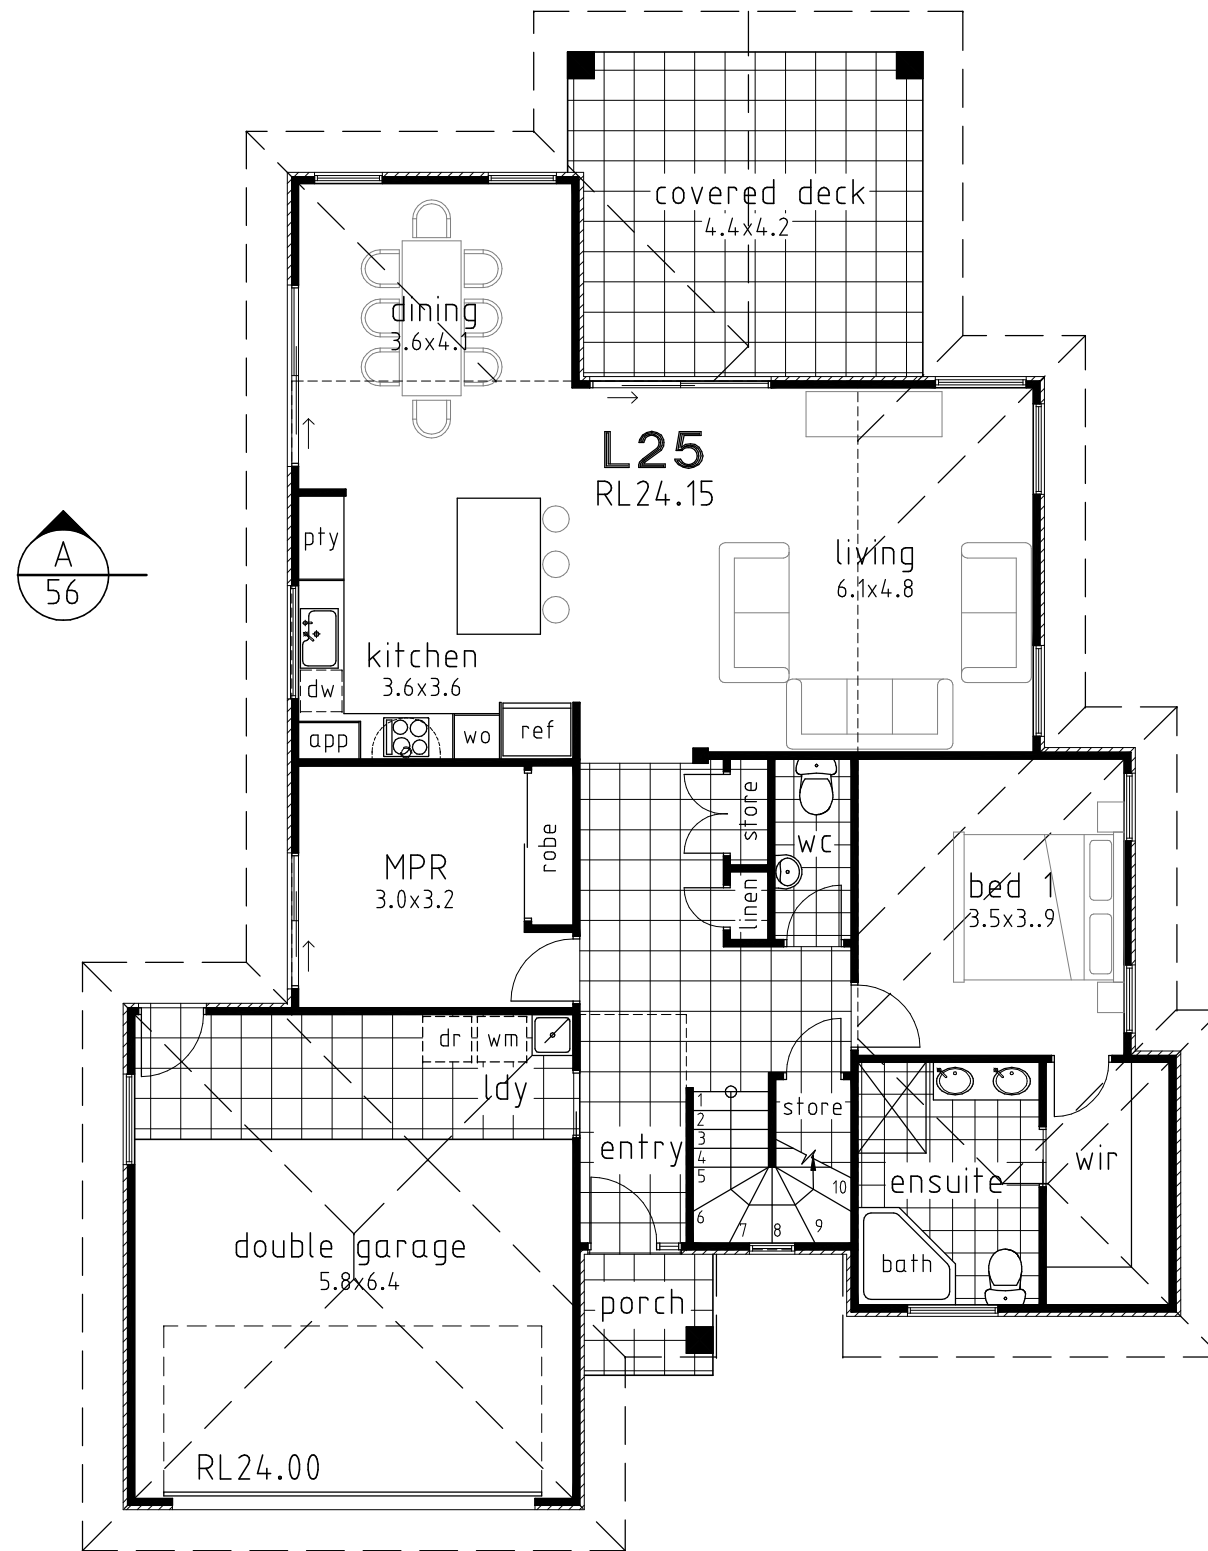 covered deck
4.4x4.2
dining
3.6x4.1
L25
RL24.15
A
56
pty
living
6.1x4.8
kitchen
3.6x3.6
dw
app
wo
ref
MPR
3.0x3.2
robe
store
linen
wc
bed 1
3.5x3..9
dr
wm
ldy
store
1
2
3
4
5
6
7
8
9
10
entry
ensuite
wir
double garage
5.8x6.4
bath
porch
RL24.00